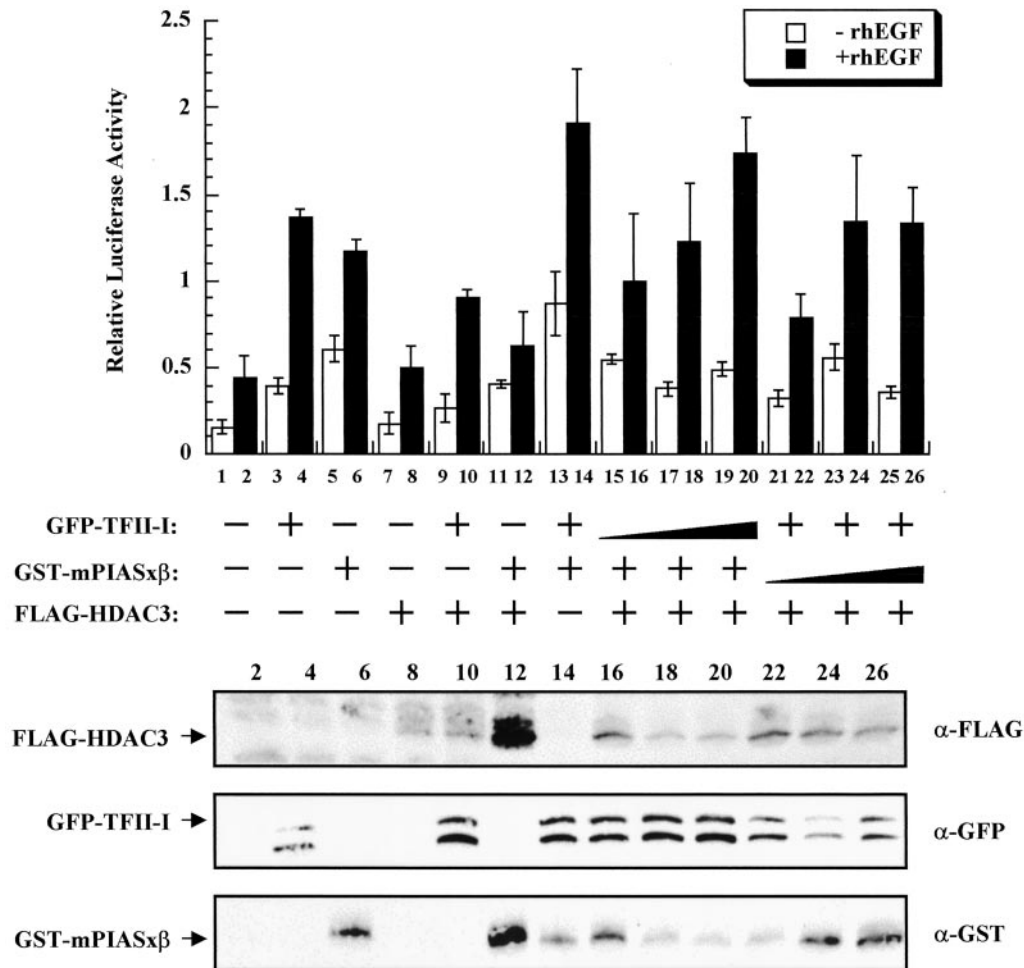 - rhEGF
+rhEGF
Relative Luciferase Activity
2.5
2
1.5
1
0.5
0
1 2 3 4 5 6 7 8 9 10 11 12 13 14 15 16 17 18 19 20 21 22 23 24 25 26
GFP-TFII-I: − + − − + − + + + +
GST-mPIASxβ: − − + − − + + + + +
FLAG-HDAC3: − − − + + + − + + + + + +
2 4 6 8 10 12 14 16 18 20 22 24 26
FLAG-HDAC3 α-FLAG
GFP-TFII-I α-GFP
GST-mPIASxβ α-GST